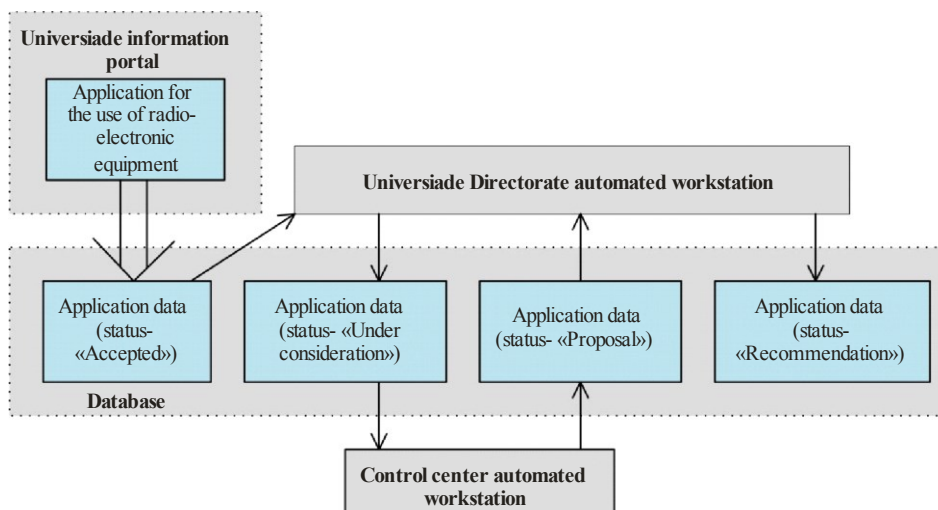 Universiade information
portal
Application for
the use of radio-
electronic
equipment
Universiade Directorate automated workstation
Application data
(status-
«Accepted»)
Application data
(status- «Under
consideration»)
Application data
(status- «Proposal»)
Application data
(status-
«Recommendation»)
Database
Control center automated
workstation